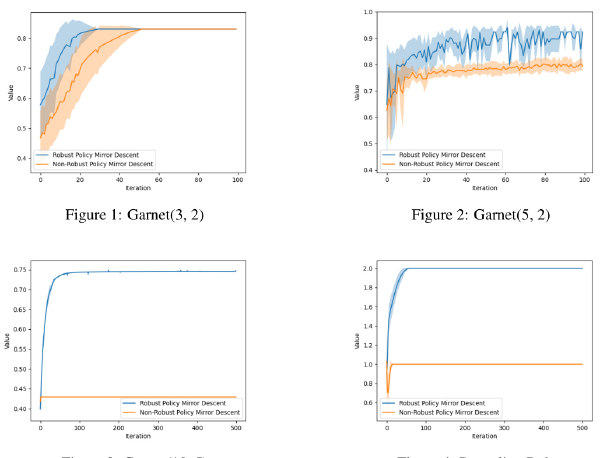 0.8
0.7
0.6
0.5
0.4
Value
0 20 40 60 80 100
Iteration
Robust Policy Mirror Descent
Non-Robust Policy Mirror Descent
Figure 1: Garnet(3, 2)
1.0
0.9
0.8
0.7
0.6
0.5
0.4
Value
0 20 40 60 80 100
Iteration
Robust Policy Mirror Descent
Non-Robust Policy Mirror Descent
Figure 2: Garnet(5, 2)
0.75
0.70
0.65
0.60
0.55
0.50
0.45
0.40
Value
0 100 200 300 400 500
Iteration
Robust Policy Mirror Descent
Non-Robust Policy Mirror Descent
2.0
1.8
1.6
1.4
1.2
1.0
0.8
0.6
Value
0 100 200 300 400 500
Iteration
Robust Policy Mirror Descent
Non-Robust Policy Mirror Descent